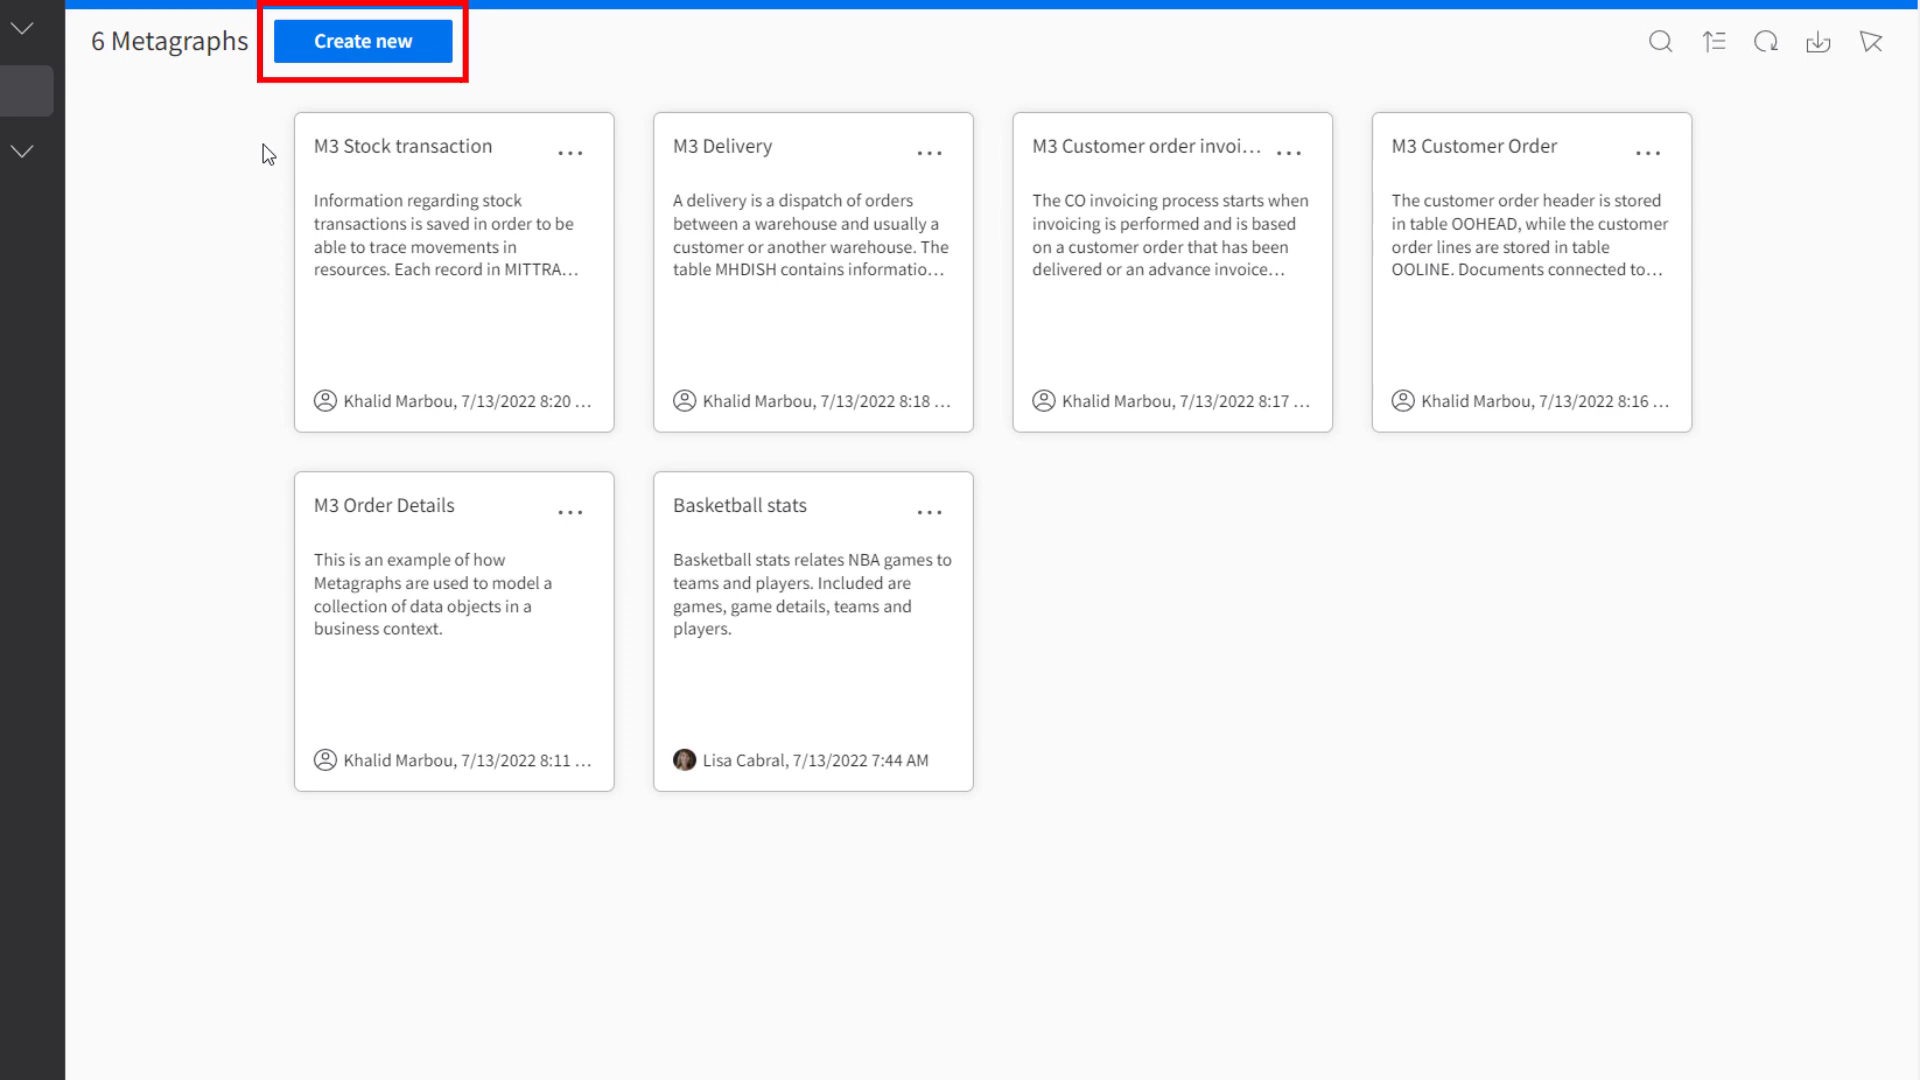 6 Metagraphs
Create new
M3 Stock transaction
...
Information regarding stock
transactions is saved in order to be
able to trace movements in
resources. Each record in MITTRA...
Khalid Marbou, 7/13/2022 8:20 ...
M3 Delivery
...
A delivery is a dispatch of orders
between a warehouse and usually a
customer or another warehouse. The
table MHDISH contains informatio...
Khalid Marbou, 7/13/2022 8:18 ...
M3 Customer order invoi...
...
The CO invoicing process starts when
invoicing is performed and is based
on a customer order that has been
delivered or an advance invoice...
Khalid Marbou, 7/13/2022 8:17 ...
M3 Customer Order
...
The customer order header is stored
in table OOHEAD, while the customer
order lines are stored in table
OOLINE. Documents connected to...
Khalid Marbou, 7/13/2022 8:16 ...
M3 Order Details
...
This is an example of how
Metagraphs are used to model a
collection of data objects in a
business context.
Khalid Marbou, 7/13/2022 8:11 ...
Basketball stats
...
Basketball stats relates NBA games to
teams and players. Included are
games, game details, teams and
players.
Lisa Cabral, 7/13/2022 7:44 AM